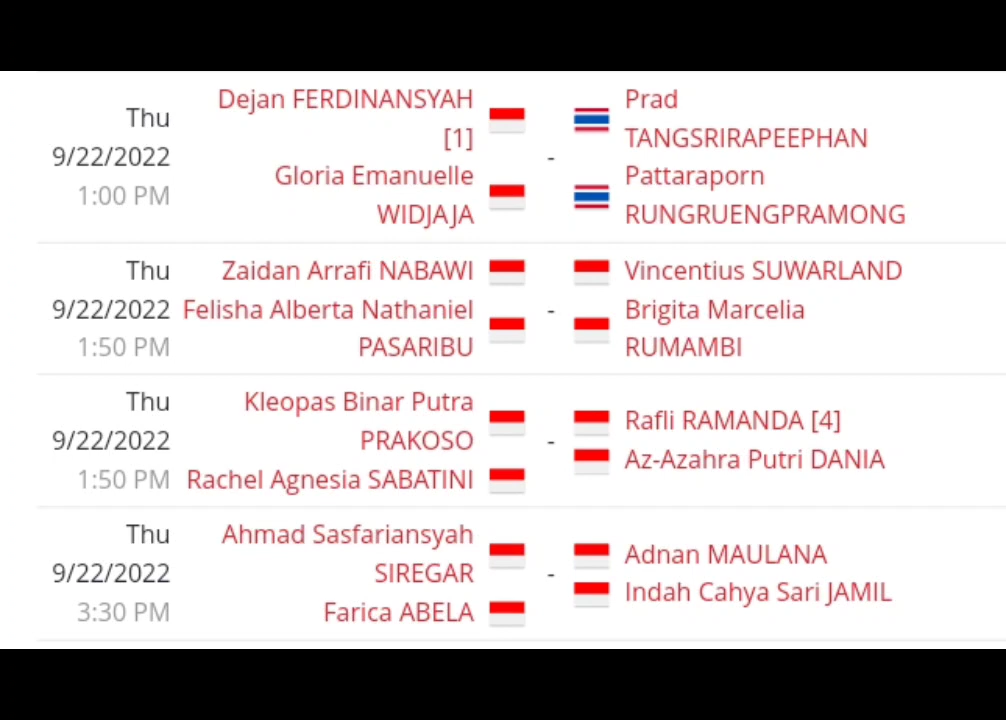 Thu
9/22/2022
1:00 PM
Dejan FERDINANSYAH
[1]
Gloria Emanuelle
WIDJAJA
-
Prad
TANGSRIRAPEEPHAN
Pattaraporn
RUNGRUENGPRAMONG
Thu
9/22/2022
1:50 PM
Zaidan Arrafi NABAWI
Felisha Alberta Nathaniel
PASARIBU
-
Vincentius SUWARLAND
Brigita Marcelia
RUMAMBI
Thu
9/22/2022
1:50 PM
Kleopas Binar Putra
PRAKOSO
Rachel Agnesia SABATINI
-
Rafli RAMANDA [4]
Az-Azahra Putri DANIA
Thu
9/22/2022
3:30 PM
Ahmad Sasfariansyah
SIREGAR
Farica ABELA
-
Adnan MAULANA
Indah Cahya Sari JAMIL